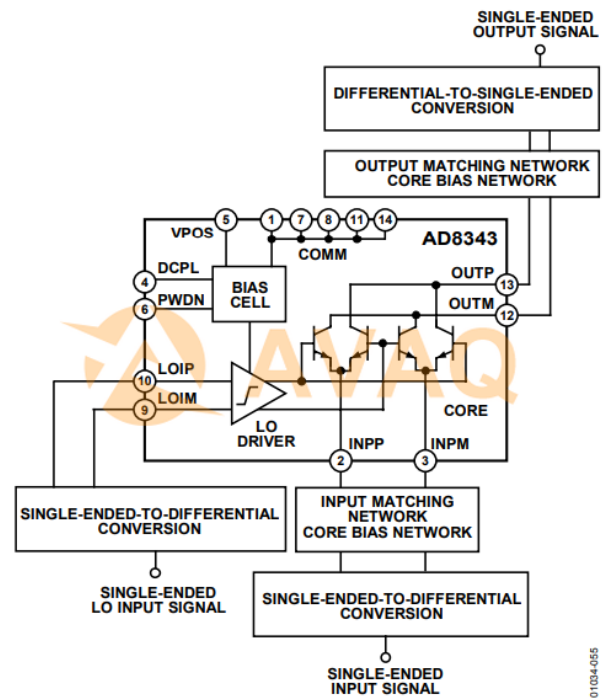 SINGLE-ENDED
OUTPUT SIGNAL
DIFFERENTIAL-TO-SINGLE-ENDED
CONVERSION
OUTPUT MATCHING NETWORK
CORE BIAS NETWORK
5
1
7
8
11
14
VPOS
COMM
AD8343
4
DCPL
BIAS
CELL
6
PWDN
OUTP
13
OUTM
12
AVAQ
10
LOIP
9
LOIM
LO
DRIVER
CORE
INPP
INPM
2
3
SINGLE-ENDED-TO-DIFFERENTIAL
CONVERSION
INPUT MATCHING
NETWORK
CORE BIAS NETWORK
SINGLE-ENDED
LO INPUT SIGNAL
SINGLE-ENDED-TO-DIFFERENTIAL
CONVERSION
SINGLE-ENDED
INPUT SIGNAL
01034-055